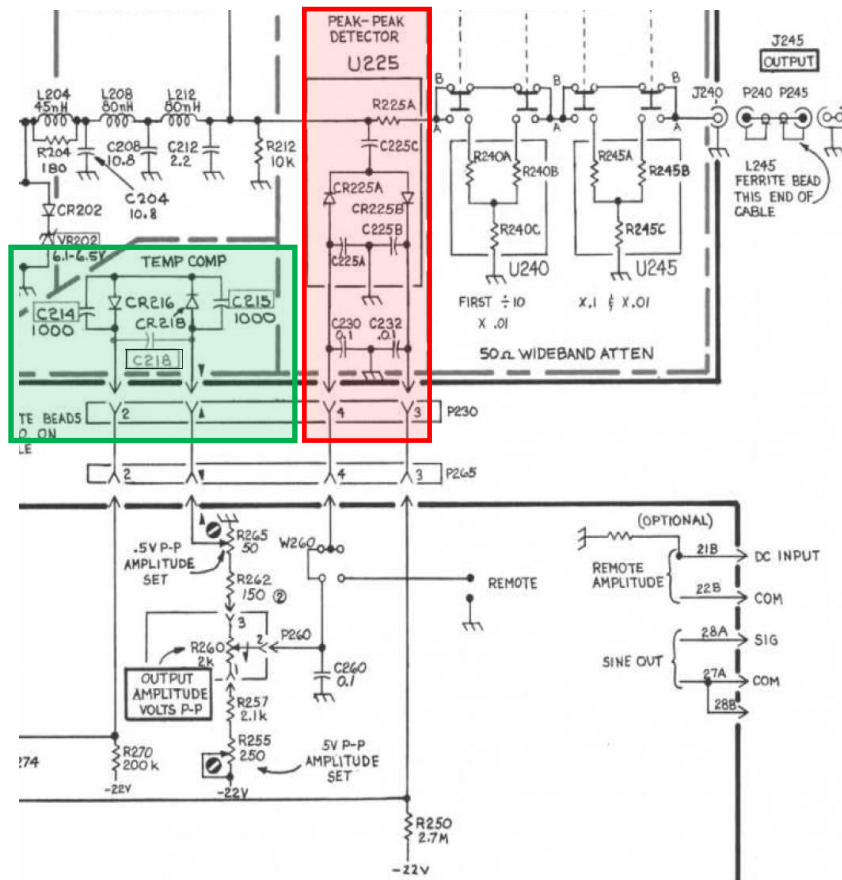 PEAK-PEAK
DETECTOR
U225
J245
OUTPUT
L204
45nH
L208
80nH
L212
80nH
R225A
B
B
B
A
A
A
J240
P240
P245
R204
180
C208
10.8
C212
2.2
R212
10K
C225C
C204
10.8
R240A
R240B
R245A
R245B
L245
FERRITE BEAD
THIS END OF
CABLE
CR202
CR225A
CR225B
VR202
6.1-6.5V
C225B
C225A
R240C
R245C
U240
U245
TEMP COMP
C214
1000
CR216
CR218
C215
1000
FIRST ÷10
X .01
X.1 & X.01
C218
C230
0.1
C232
.0.1
50Ω WIDEBAND ATTEN
TE BEADS
D ON
LE
2
4
3
P230
2
4
3
P265
.5V P-P
AMPLITUDE
SET
R265
50
W260
(OPTIONAL)
21B
DC INPUT
R262
150 ②
REMOTE
REMOTE
AMPLITUDE
22B
COM
3
R260
2k
2
P260
1
28A
SIG
SINE OUT
27A
COM
28B
OUTPUT
AMPLITUDE
VOLTS P-P
C260
0.1
R257
2.1k
274
R270
200k
R255
250
5V P-P
AMPLITUDE
SET
-22V
-22V
R250
2.7M
-22V